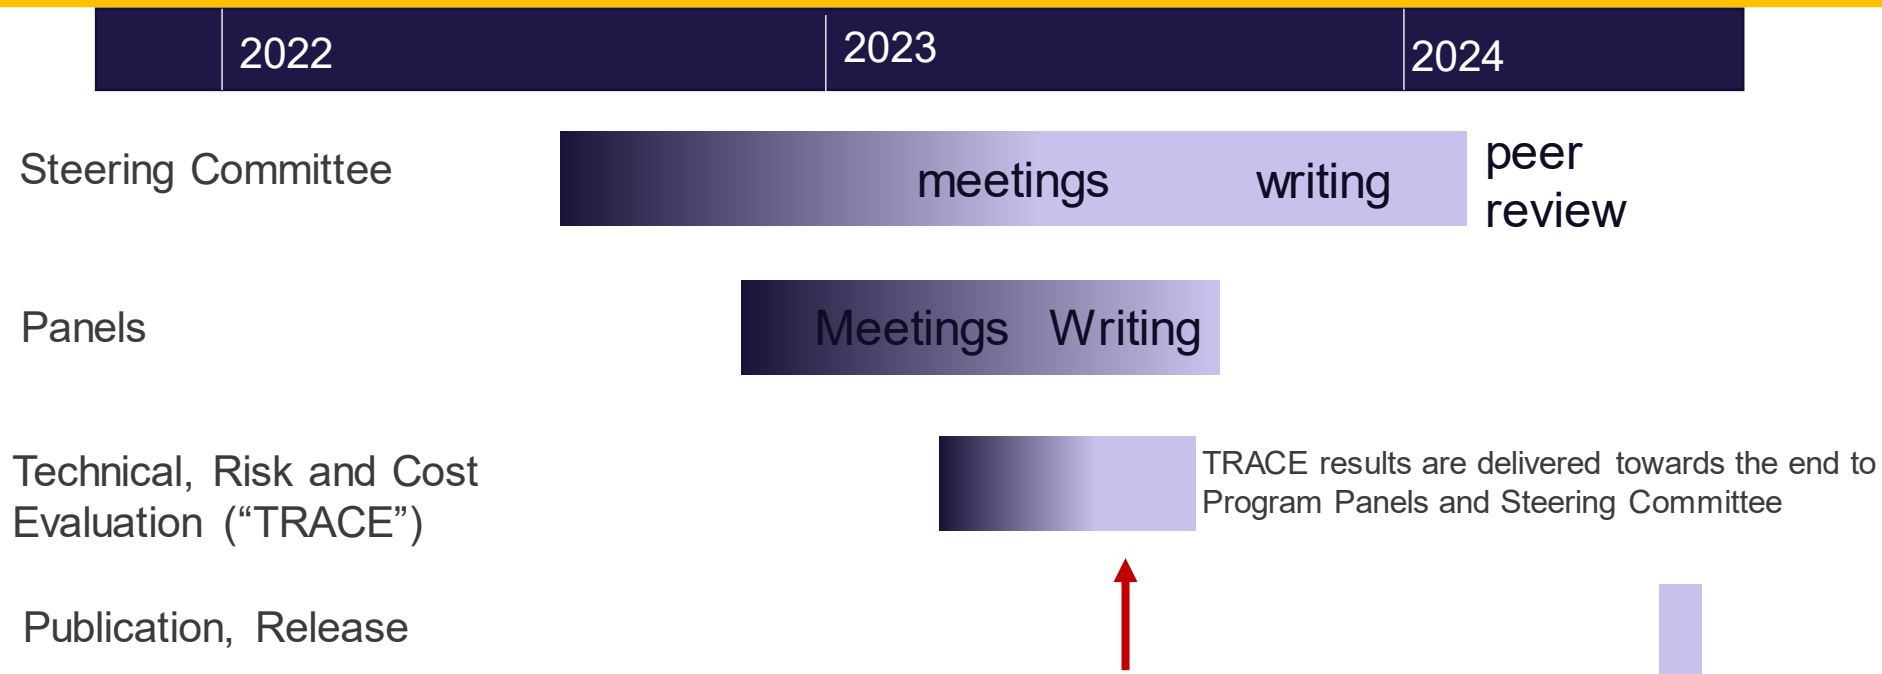 2022
2023
2024
Steering Committee
meetings
writing
peer
review
Panels
Meetings
Writing
Technical, Risk and Cost
Evaluation (“TRACE”)
TRACE results are delivered towards the end to
Program Panels and Steering Committee
Publication, Release